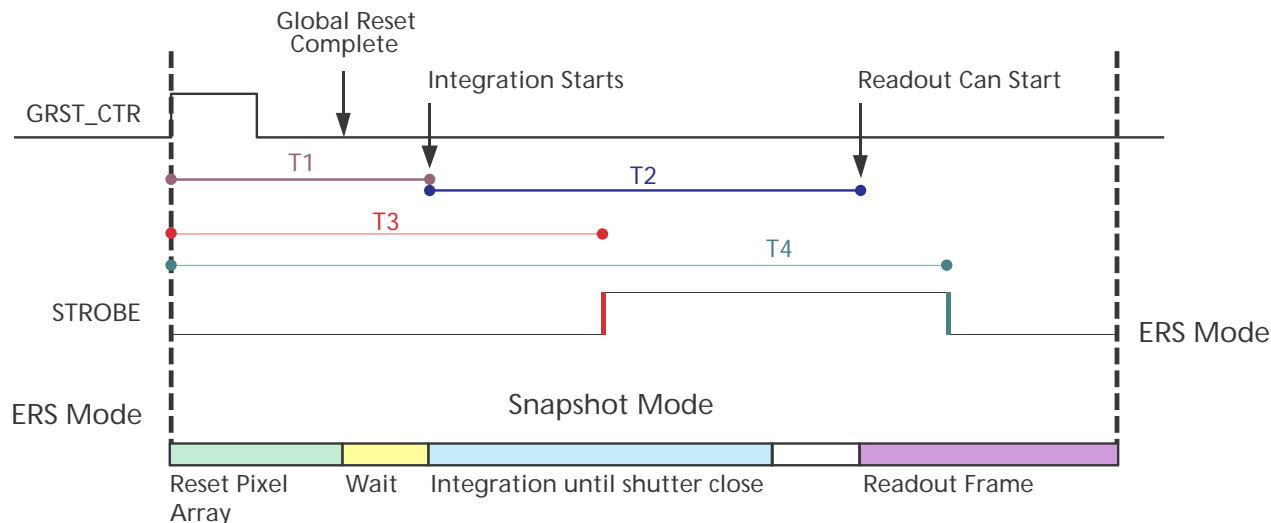 Global Reset
Complete
Integration Starts
Readout Can Start
GRST_CTR
T1
T2
T3
T4
STROBE
ERS Mode
ERS Mode
Snapshot Mode
Reset Pixel
Array
Wait
Integration until shutter close
Readout Frame